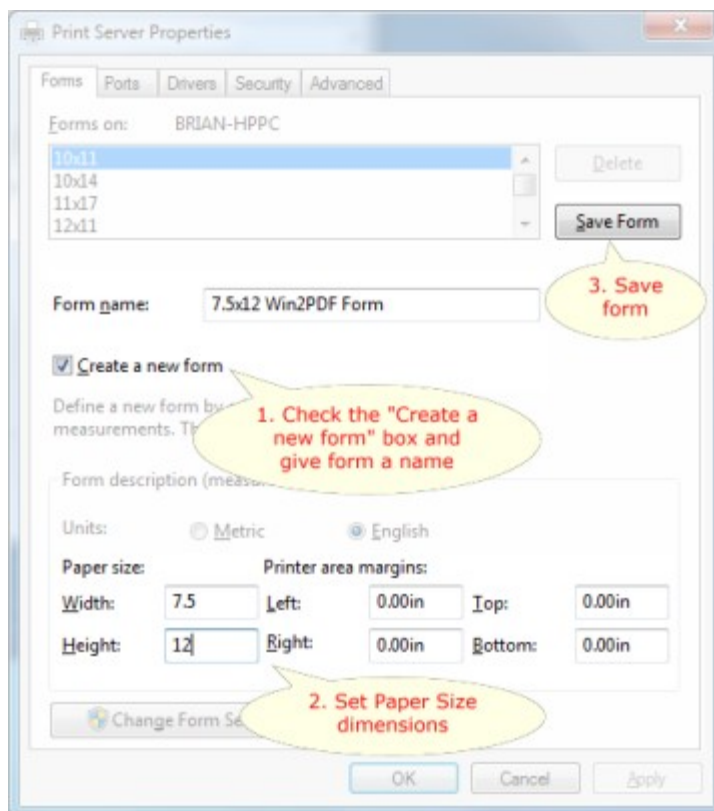 Print Server Properties
Forms Ports Drivers Security Advanced
Forms on: BRIAN-HPPC
10x11
10x14
11x17
12x11
Delete
Save Form
3. Save
form
Form name: 7.5x12 Win2PDF Form
Create a new form
Define a new form by
measurements. Th
1. Check the "Create a
new form" box and
give form a name
Form description (measu
Units: Metric English
Paper size: Printer area margins:
Width: 7.5 Left: 0.00in Top: 0.00in
Height: 12 Right: 0.00in Bottom: 0.00in
2. Set Paper Size
dimensions
Change Form Se
OK Cancel Apply